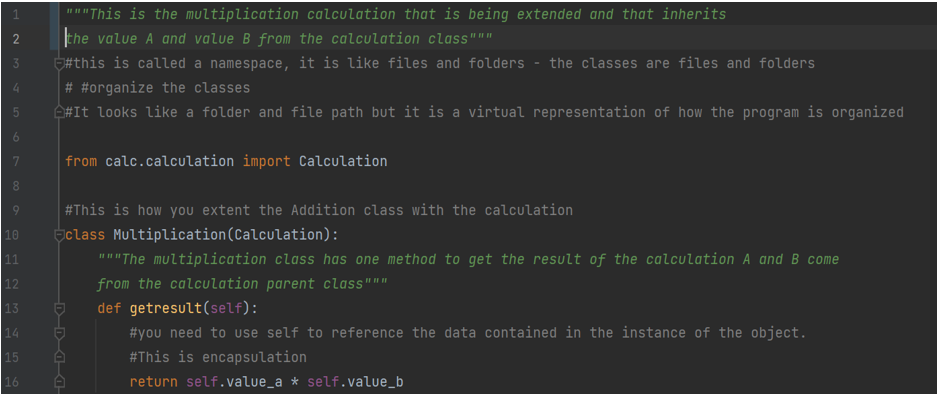 1 """This is the multiplication calculation that is being extended and that inherits
2 the value A and value B from the calculation class"""
3 #this is called a namespace, it is like files and folders - the classes are files and folders
4 # #organize the classes
5 #It looks like a folder and file path but it is a virtual representation of how the program is organized
6
7 from calc.calculation import Calculation
8
9 #This is how you extent the Addition class with the calculation
10 class Multiplication(Calculation):
11     """The multiplication class has one method to get the result of the calculation A and B come
12     from the calculation parent class"""
13     def getresult(self):
14         #you need to use self to reference the data contained in the instance of the object.
15         #This is encapsulation
16         return self.value_a * self.value_b